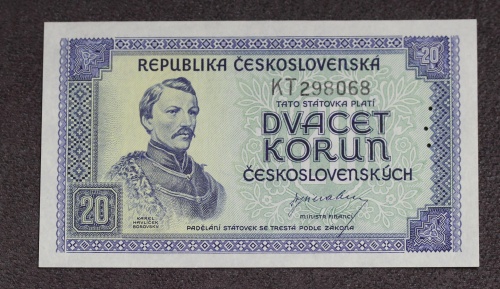 20
REPUBLIKA ČESKOSLOVENSKÁ
KT 298068
TATO STÁTOVKA PLATÍ
DVACET
KORUN
ČESKOSLOVENSKÝCH
MINISTR FINANCÍ
KAREL
HAVLÍČEK
BOROVSKÝ
20
PADĚLÁNÍ STÁTOVEK SE TRESTÁ PODLE ZÁKONA